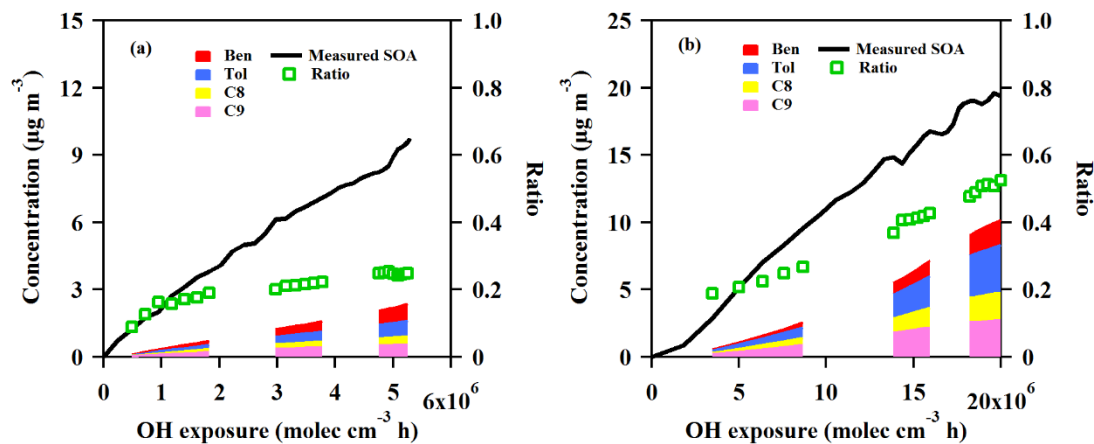 (a)
Ben
Measured SOA
Tol
Ratio
C8
C9
15
12
9
6
3
0
Concentration (µg m⁻³)
1.0
0.8
0.6
0.4
0.2
0
Ratio
0 1 2 3 4 5 6x10⁶
OH exposure (molec cm⁻³ h)
(b)
Ben
Measured SOA
Tol
Ratio
C8
C9
25
20
15
10
5
0
Concentration (µg m⁻³)
1.0
0.8
0.6
0.4
0.2
0
Ratio
0 5 10 15 20x10⁶
OH exposure (molec cm⁻³ h)